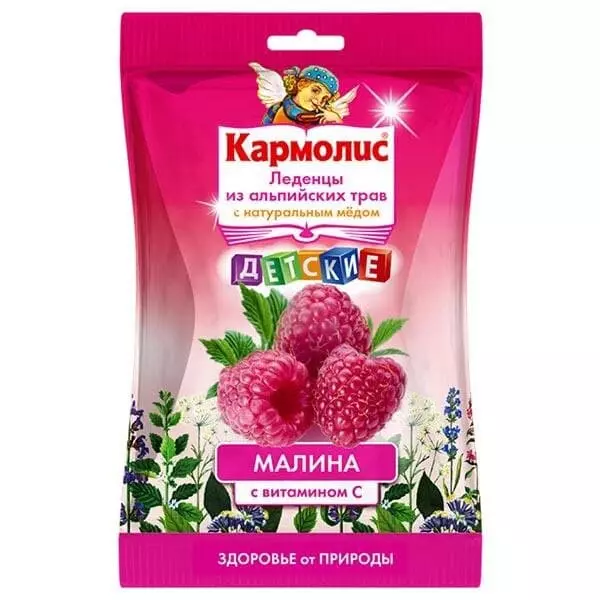 Кармолис®
Леденцы
из альпийских трав
с натуральным мёдом
ДЕТСКИЕ
МАЛИНА
с витамином С
ЗДОРОВЬЕ от ПРИРОДЫ